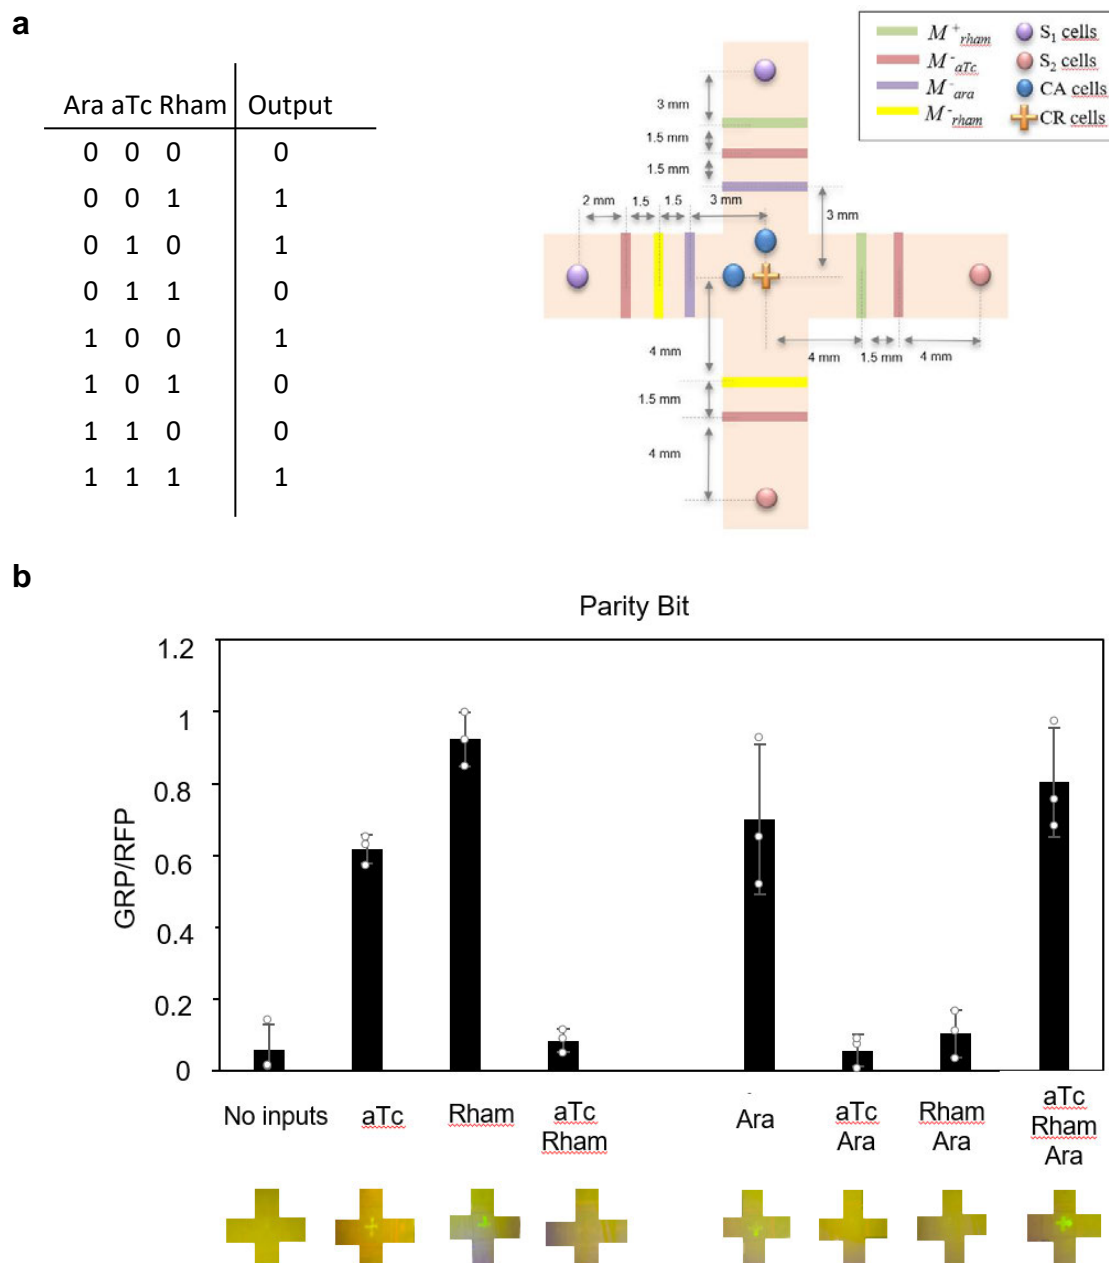 a
Ara aTc Rham Output
0 0 0 0
0 0 1 1
0 1 0 1
0 1 1 0
1 0 0 1
1 0 1 0
1 1 0 0
1 1 1 1
M+rham S1 cells
M-aTc S2 cells
M-ara CA cells
M-rham CR cells
3 mm
1.5 mm
1.5 mm
2 mm 1.5 1.5 3 mm
3 mm
4 mm
4 mm 1.5 mm 4 mm
1.5 mm
4 mm
b
Parity Bit
GRP/RFP
1.2
1
0.8
0.6
0.4
0.2
0
No inputs
aTc
Rham
aTc
Rham
Ara
aTc
Ara
Rham
Ara
aTc
Rham
Ara